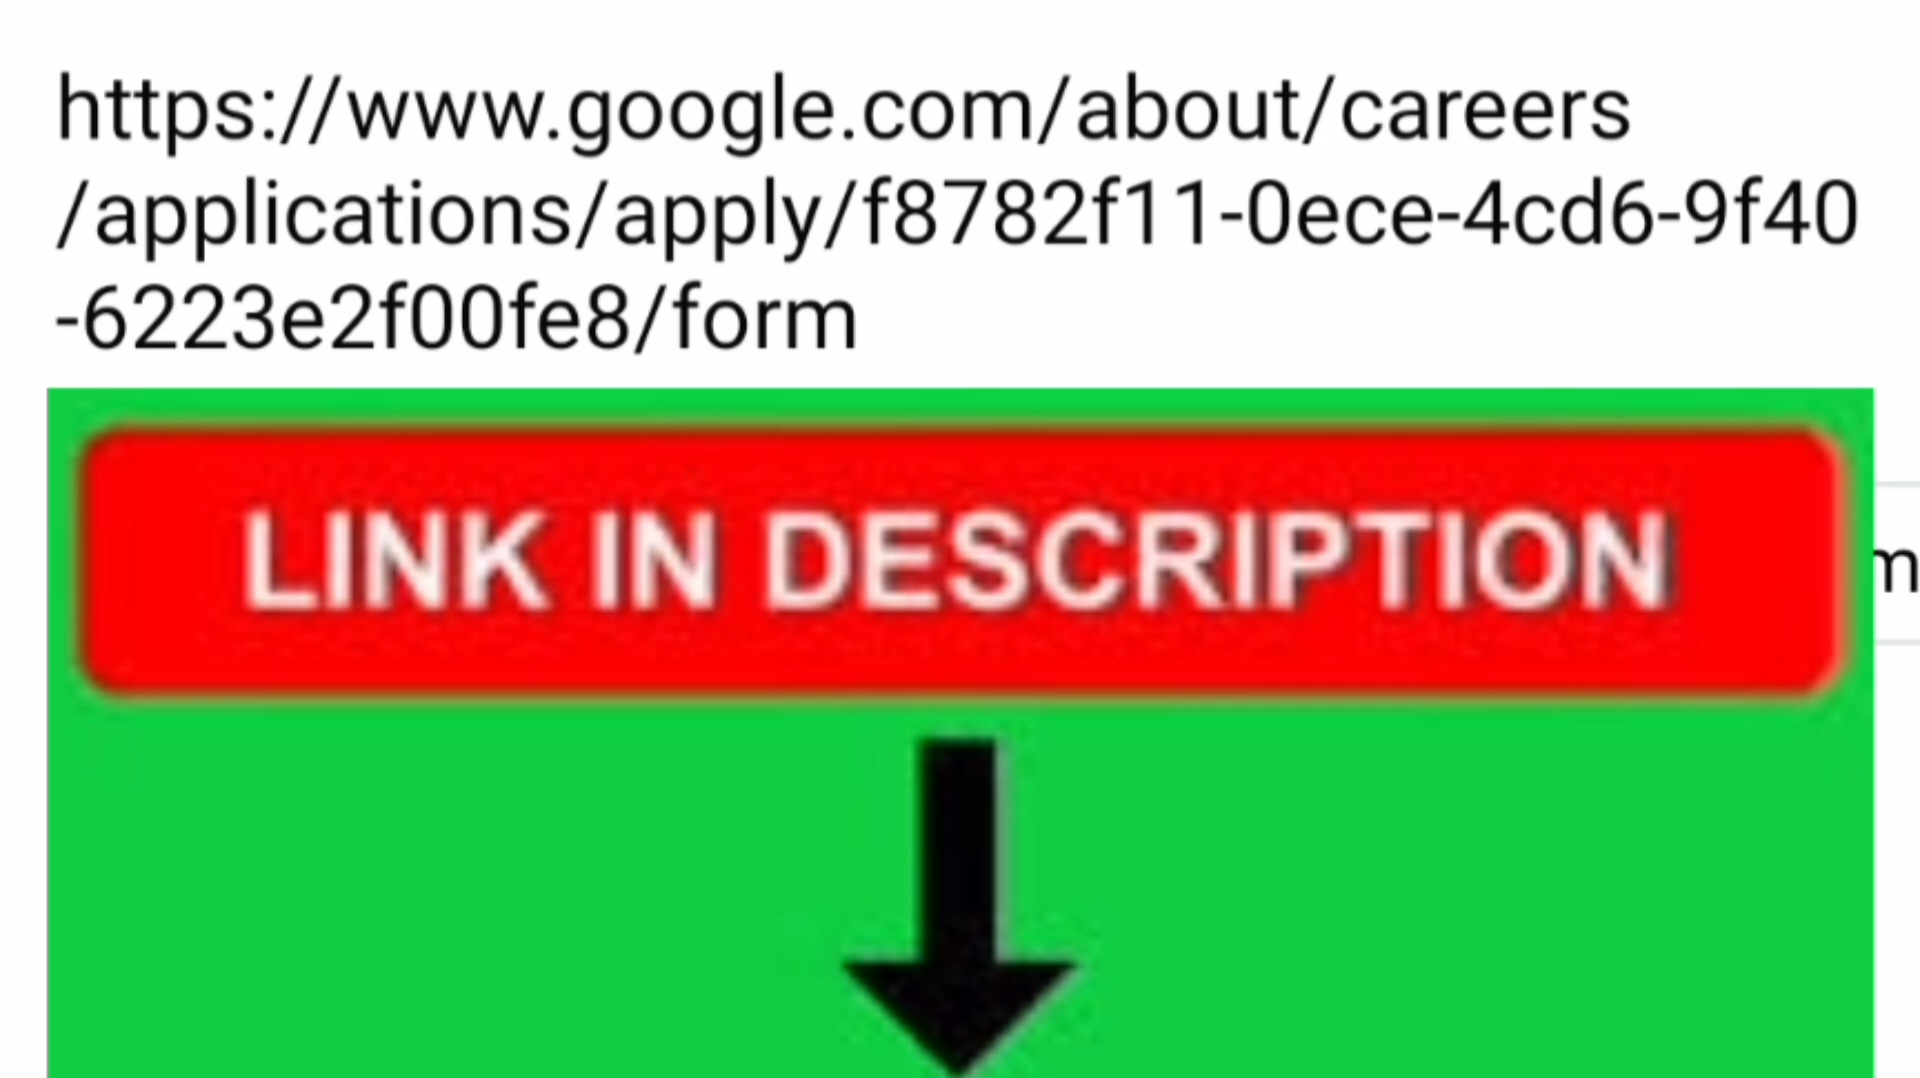 https://www.google.com/about/careers
/applications/apply/f8782f11-0ece-4cd6-9f40
-6223e2f00fe8/form
LINK IN DESCRIPTION
m